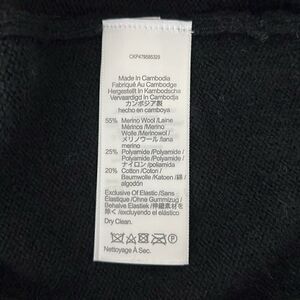 CKF479585329
Made In Cambodia
Fabriqué Au Cambodge
Hergestellt in Kambodscha
Vervaardigd in Cambodja
カンボジア製
hecho en camboya
55% Merino Wool /Laine
Mérinos /Merino
Wolle /Merinowol /
メリノウール /lana
merino
25% Polyamide /Polyamide /
Polyamid /Polyamide /
ナイロン /poliamida
20% Cotton /Coton /
Baumwolle /Katoen /綿 /
algodón
Exclusive Of Elastic /Sans
Élastique /Ohne Gummizug /
Behalve Elastiek /伸縮素材を
除く /excluyendo el elástico
Dry Clean.
P
Nettoyage À Sec.